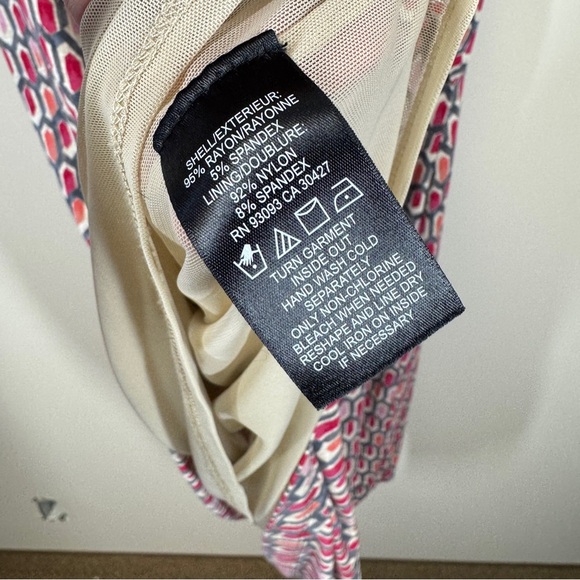 SHELL/EXTERIEUR:
95% RAYON/RAYONNE
5% SPANDEX
LINING/DOUBLURE:
92% NYLON
8% SPANDEX
RN 93093 CA 30427
TURN GARMENT
INSIDE OUT
HAND WASH COLD
SEPARATELY
ONLY NON-CHLORINE
BLEACH,WHEN NEEDED.
RESHAPE AND LINE DRY
COOL IRON ON INSIDE
IF NECESSARY